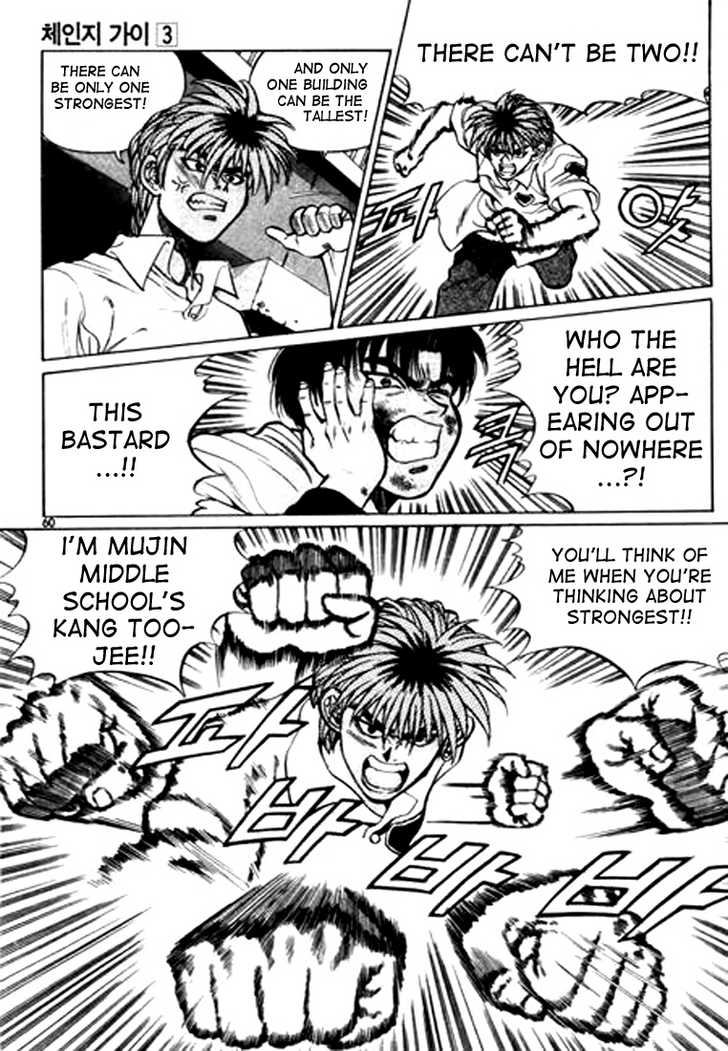 체인지 가이 3
THERE CAN
BE ONLY ONE
STRONGEST!
AND ONLY
ONE BUILDING
CAN BE THE
TALLEST!
THERE CAN'T BE TWO!!
파
앗
THIS
BASTARD
...!!
큭
WHO THE
HELL ARE
YOU? APP-
EARING OUT
OF NOWHERE
...?!
60
I'M MUJIN
MIDDLE
SCHOOL'S
KANG TOO-
JEE!!
YOU'LL THINK OF
ME WHEN YOU'RE
THINKING ABOUT
STRONGEST!!
파
바 바 바